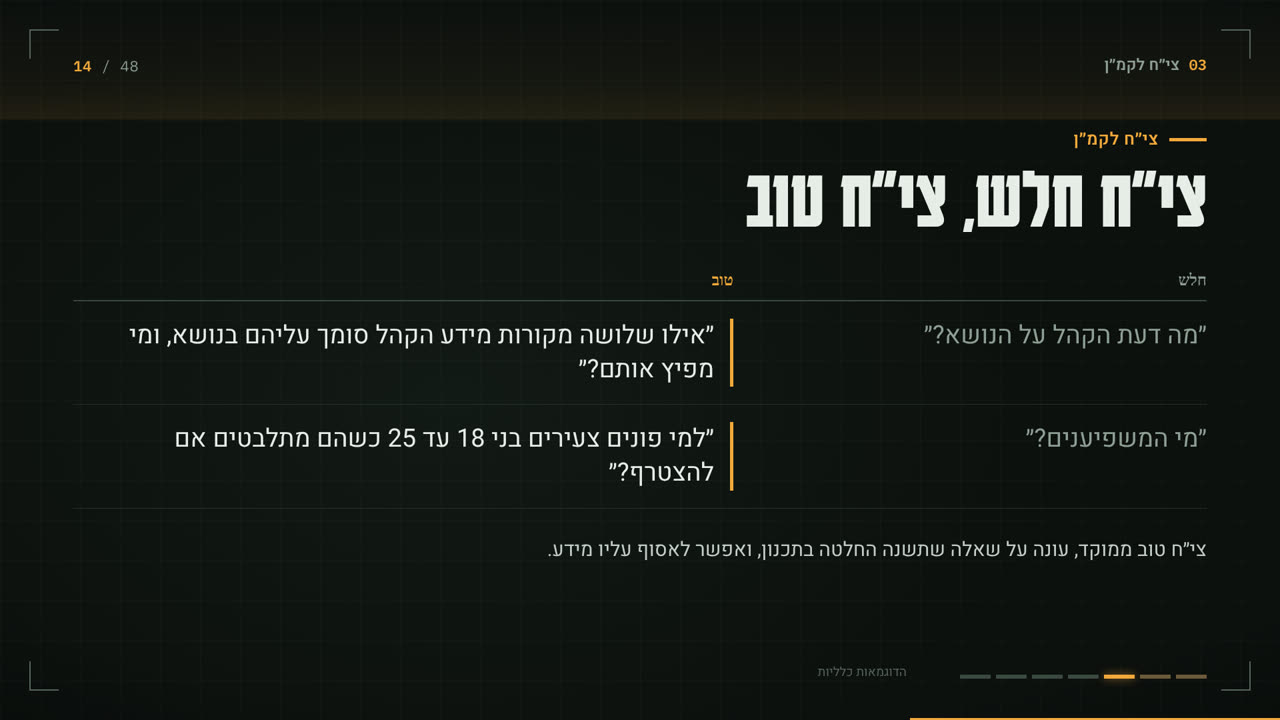 03 צי״ח לקמ״ן
14 / 48
צי״ח לקמ״ן
צי״ח חלש, צי״ח טוב
חלש
טוב
״מה דעת הקהל על הנושא?״
״אילו שלושה מקורות מידע הקהל סומך עליהם בנושא, ומי
מפיץ אותם?״
״מי המשפיענים?״
״למי פונים צעירים בני 18 עד 25 כשהם מתלבטים אם
להצטרף?״
צי״ח טוב ממוקד, עונה על שאלה שתשנה החלטה בתכנון, ואפשר לאסוף עליו מידע.
הדוגמאות כלליות